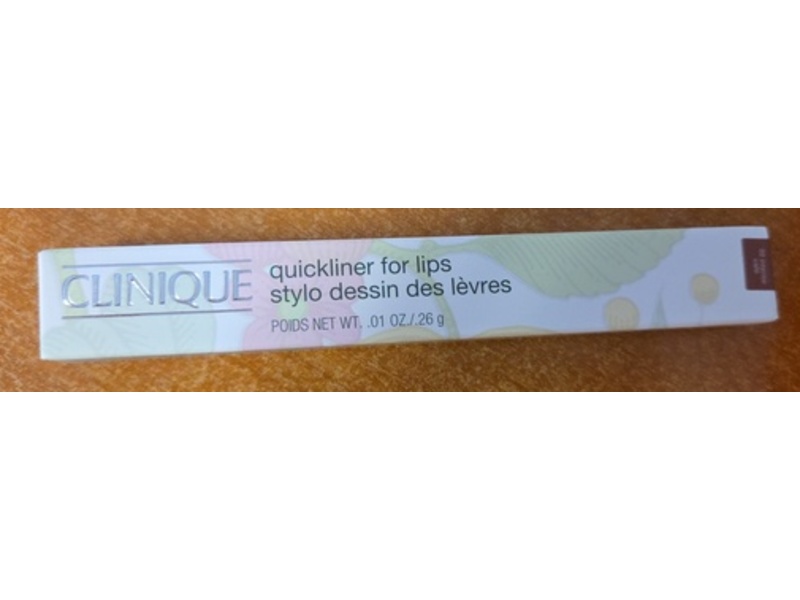 CLINIQUE
quickliner for lips
stylo dessin des lèvres
POIDS NET WT. .01 OZ./.26 g